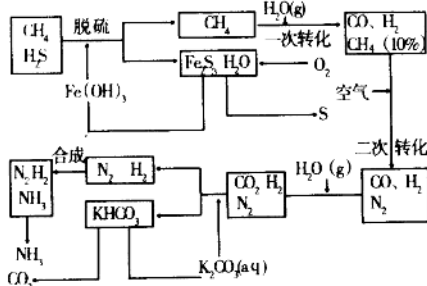 CH₄
H₂S
脱硫
Fe(OH)₃
CH₄
H₂O(g)
一次转化
CO、H₂
CH₄ (10%)
Fe₂S₃ H₂O
O₂
S
空气
二次 转化
CO、H₂
N₂
H₂O (g)
CO₂ H₂
N₂
K₂CO₃(aq)
N₂ H₂
合成
N₂ H₂
NH₃
NH₃
KHCO₃
CO₂